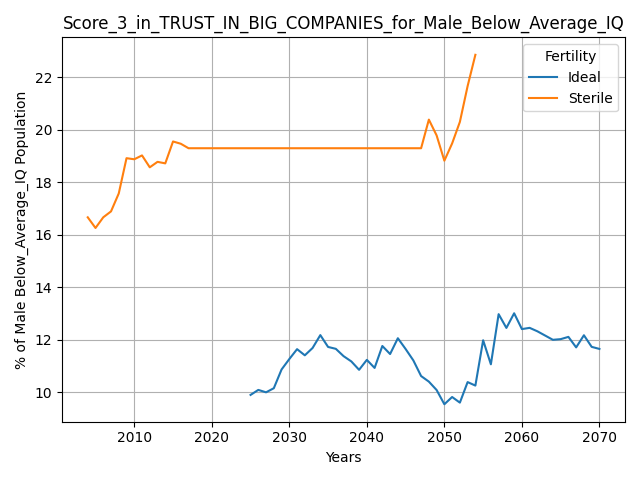 Score_3_in_TRUST_IN_BIG_COMPANIES_for_Male_Below_Average_IQ
Fertility
Ideal
Sterile
% of Male Below_Average_IQ Population
22
20
18
16
14
12
10
2010 2020 2030 2040 2050 2060 2070
Years